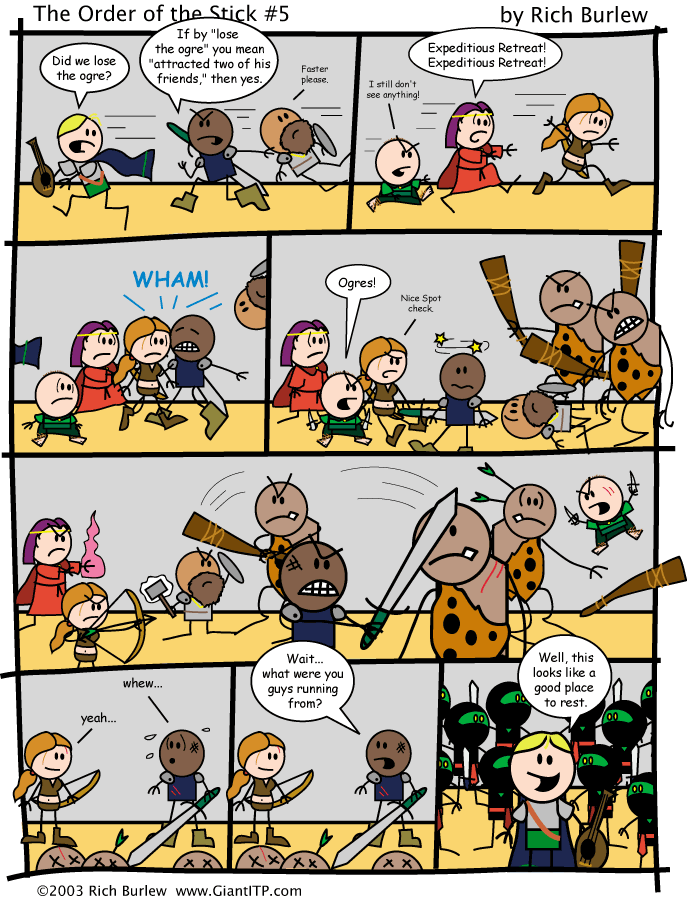 The Order of the Stick #5
by Rich Burlew
Did we lose
the ogre?
If by "lose
the ogre" you mean
"attracted two of his
friends," then yes.
Faster
please.
I still don't
see anything!
Expeditious Retreat!
Expeditious Retreat!
WHAM!
Ogres!
Nice Spot
check.
yeah...
whew...
Wait...
what were you
guys running
from?
Well, this
looks like a
good place
to rest.
©2003 Rich Burlew www.GiantITP.com